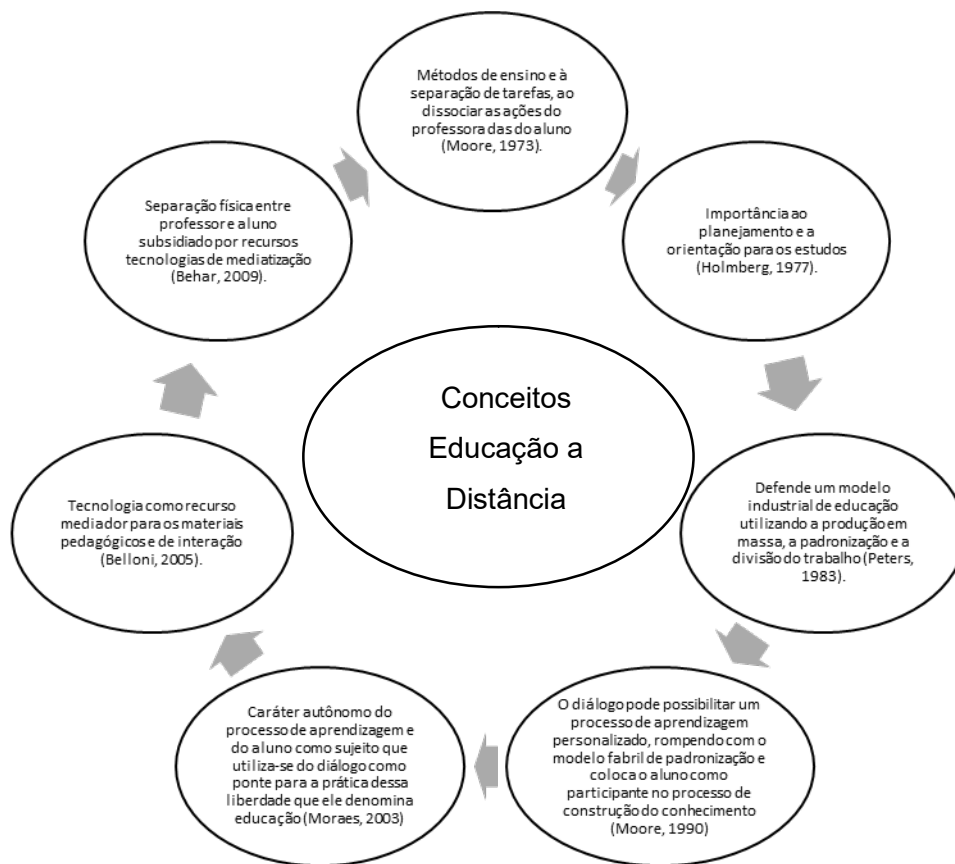 Métodos de ensino e à
separação de tarefas, ao
dissociar as ações do
professora das do aluno
(Moore, 1973).
Importância ao
planejamento e a
orientação para os estudos
(Holmberg, 1977).
Defende um modelo
industrial de educação
utilizando a produção em
massa, a padronização e a
divisão do trabalho (Peters,
1983).
O diálogo pode possibilitar um
processo de aprendizagem
personalizado, rompendo com o
modelo fabril de padronização e
coloca o aluno como
participante no processo de
construção do conhecimento
(Moore, 1990)
Caráter autônomo do
processo de aprendizagem e
do aluno como sujeito que
utiliza-se do diálogo como
ponte para a prática dessa
liberdade que ele denomina
educação (Moraes, 2003)
Tecnologia como recurso
mediador para os materiais
pedagógicos e de interação
(Belloni, 2005).
Separação física entre
professor e aluno
subsidiado por recursos
tecnologias de mediatização
(Behar, 2009).
Conceitos
Educação a
Distância